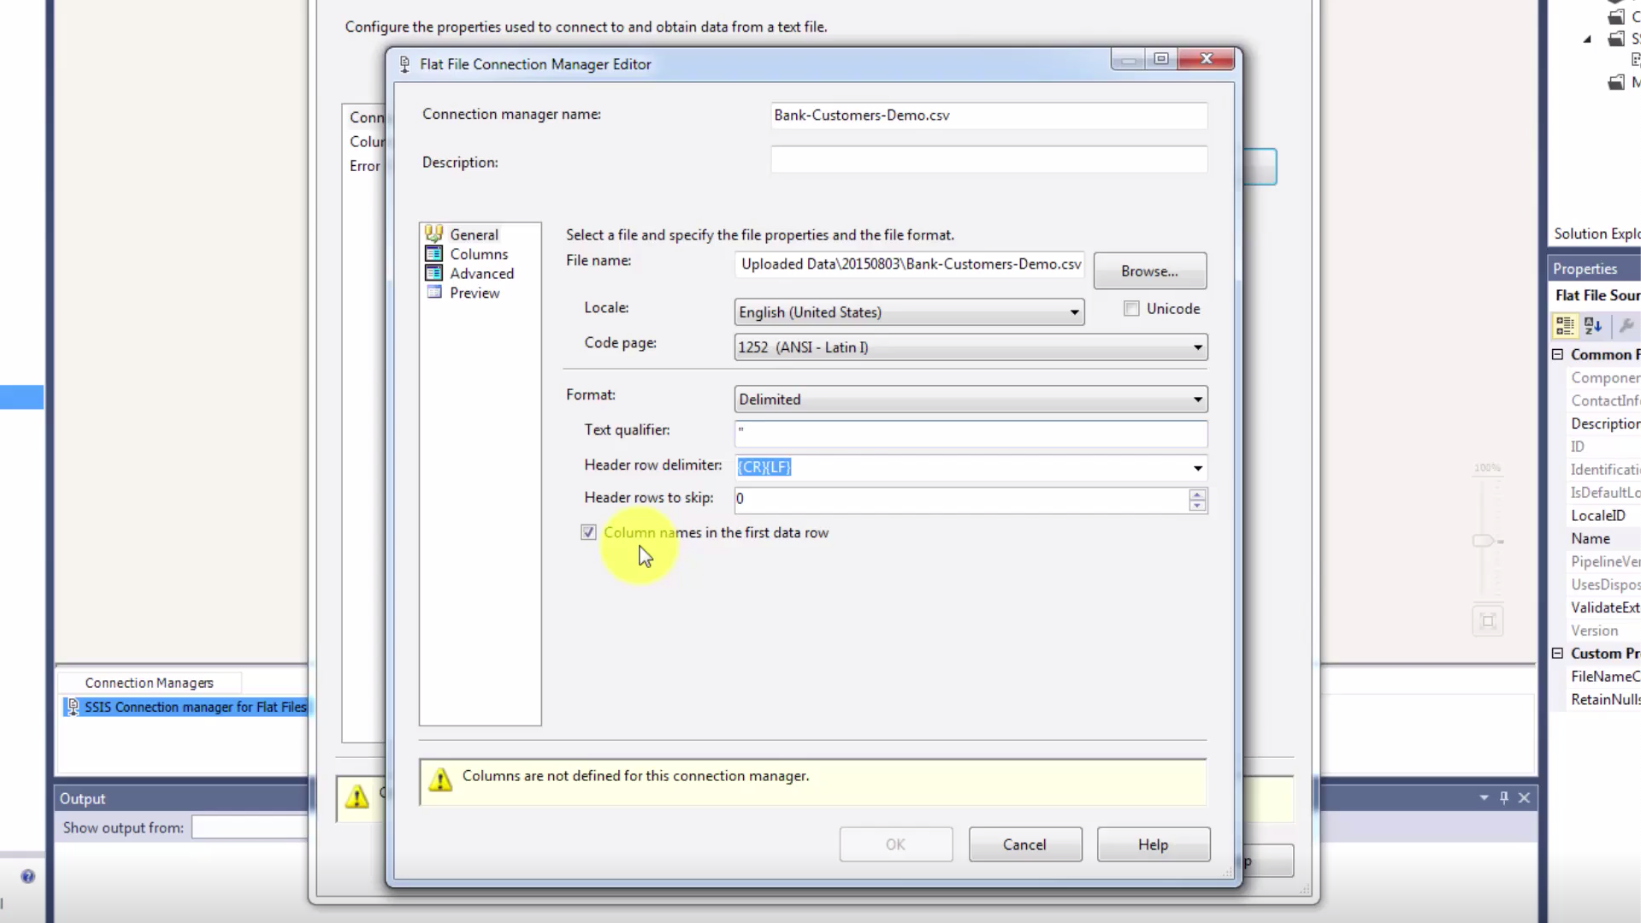 Configure the properties used to connect to and obtain data from a text file.
Flat File Connection Manager Editor
Connection manager name:
Bank-Customers-Demo.csv
Description:
Conn
Colu
Error
General
Columns
Advanced
Preview
Select a file and specify the file properties and the file format.
File name:
Uploaded Data\20150803\Bank-Customers-Demo.csv
Browse...
Locale:
English (United States)
Unicode
Code page:
1252 (ANSI - Latin I)
Format:
Delimited
Text qualifier:
"
Header row delimiter:
{CR}{LF}
Header rows to skip:
0
Column names in the first data row
Columns are not defined for this connection manager.
OK
Cancel
Help
Connection Managers
SSIS Connection manager for Flat Files
Output
Show output from:
100%
Solution Explo
Properties
Flat File Sour
Common P
Componen
ContactInf
Description
ID
Identificatio
IsDefaultLo
LocaleID
Name
PipelineVer
UsesDispos
ValidateExt
Version
Custom Pr
FileNameC
RetainNulls